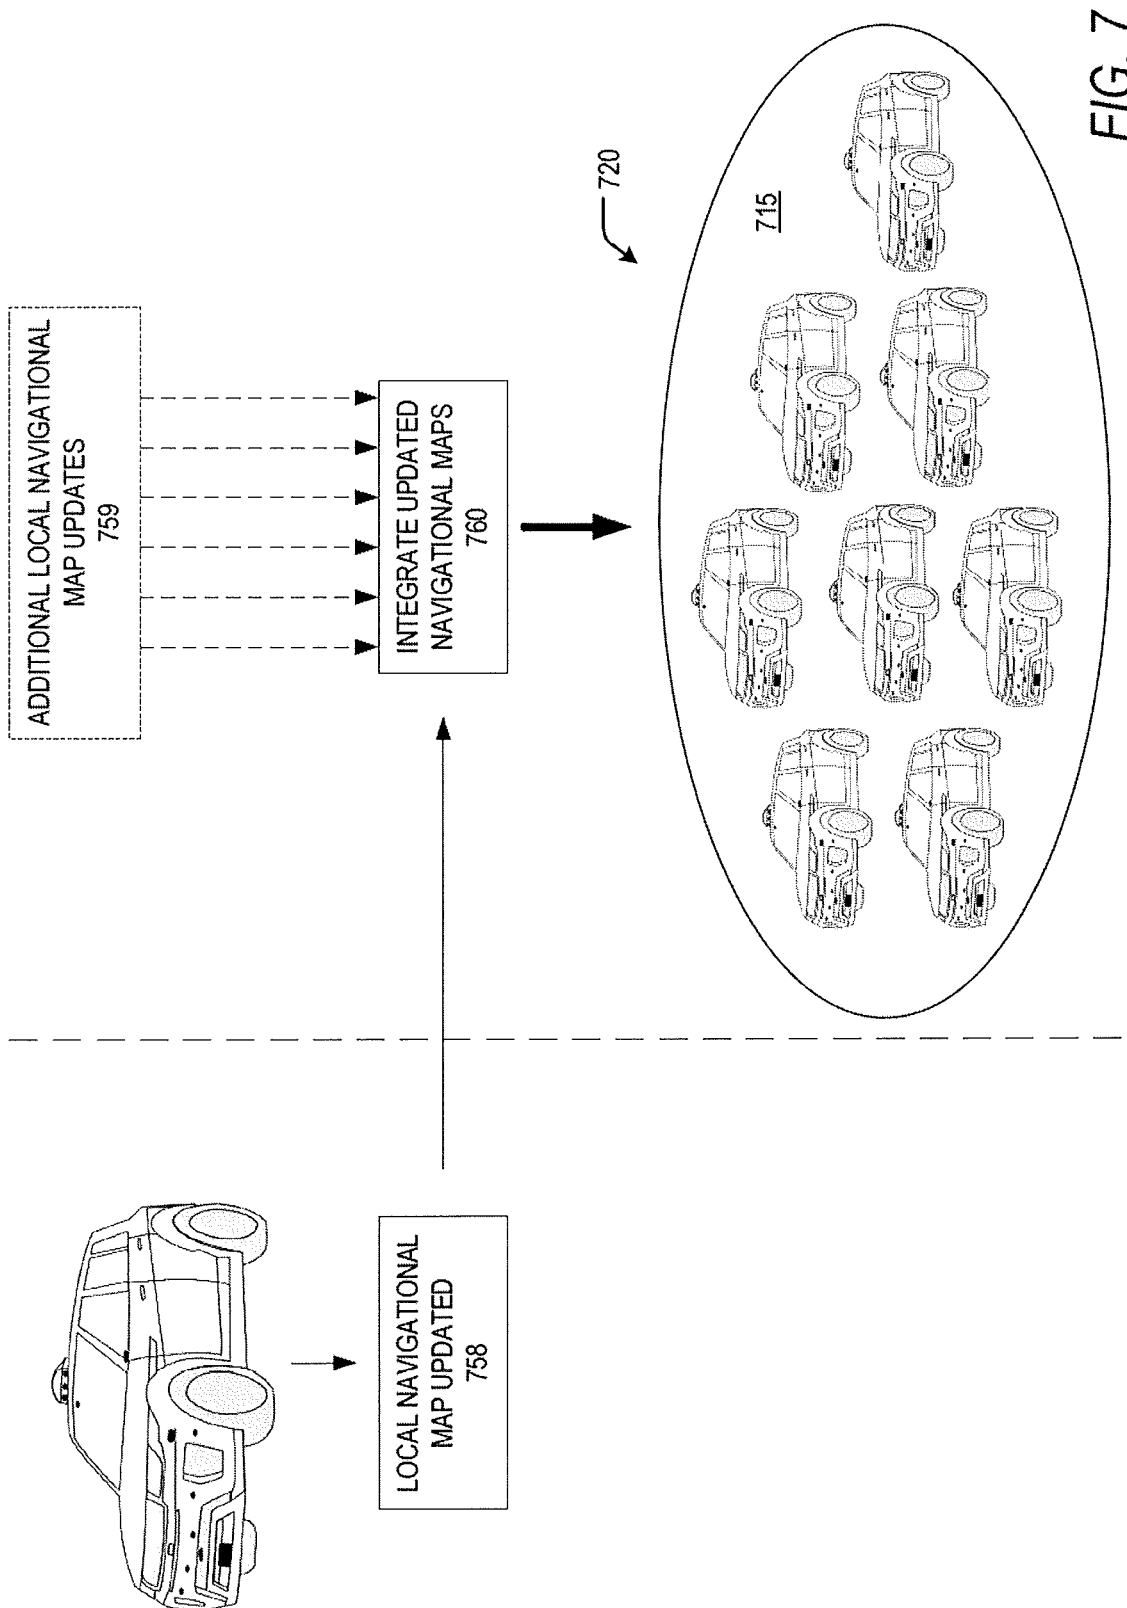 ADDITIONAL LOCAL NAVIGATIONAL
MAP UPDATES
759
LOCAL NAVIGATIONAL
MAP UPDATED
758
INTEGRATE UPDATED
NAVIGATIONAL MAPS
760
720
715
FIG. 7